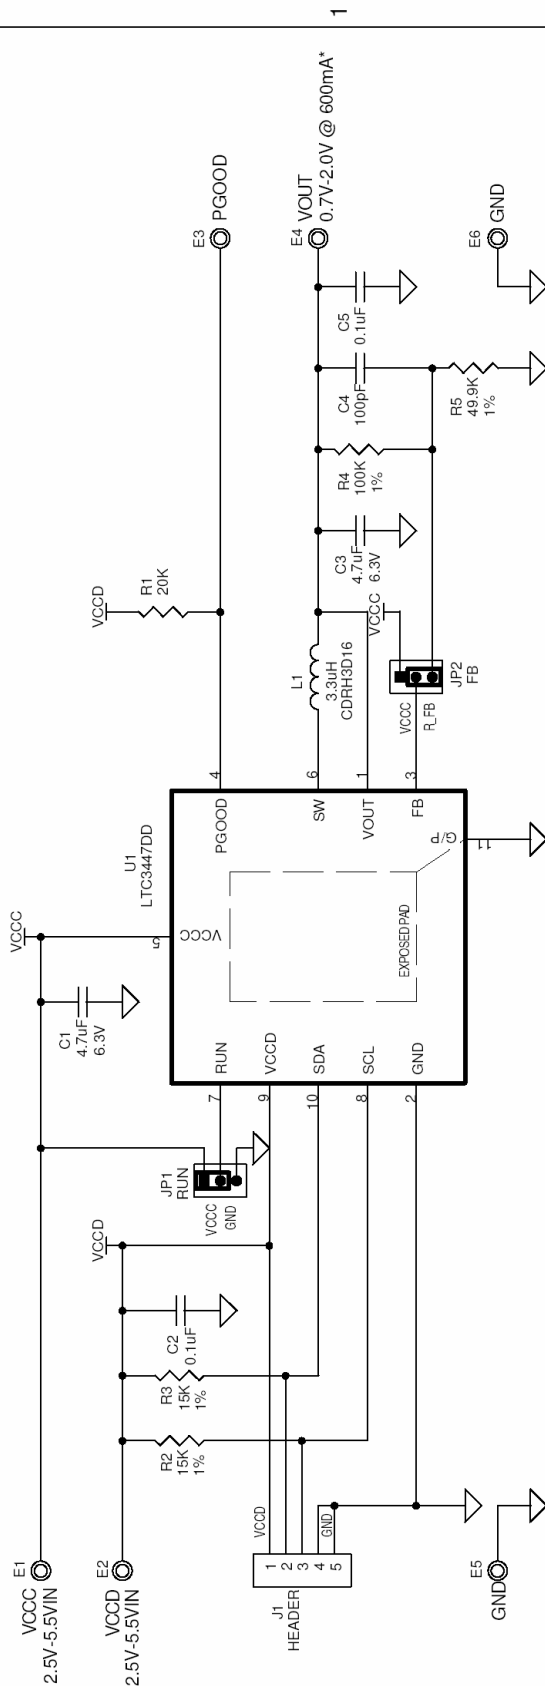 1
E1
VCCC
2.5V-5.5VIN
E2
VCCD
2.5V-5.5VIN
VCCC
C1
4.7uF
6.3V
VCCD
R2
15K
1%
R3
15K
1%
C2
0.1uF
JP1
RUN
VCCC
GND
J1
HEADER
1
2
3
4
5
VCCD
GND
E5
GND
U1
LTC3447DD
5
VCCC
7
RUN
9
VCCD
10
SDA
8
SCL
2
GND
EXPOSED PAD
G/P
11
4
PGOOD
6
SW
1
VOUT
3
FB
VCCD
R1
20K
E3
PGOOD
L1
3.3uH
CDRH3D16
VCCC
VCCC
R_FB
JP2
FB
C3
4.7uF
6.3V
R4
100K
1%
C4
100pF
R5
49.9K
1%
C5
0.1uF
E4
VOUT
0.7V-2.0V @ 600mA*
E6
GND